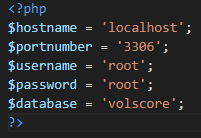 <?php
$hostname = 'localhost';
$portnumber = '3306';
$username = 'root';
$password = 'root';
$database = 'volscore';
?>